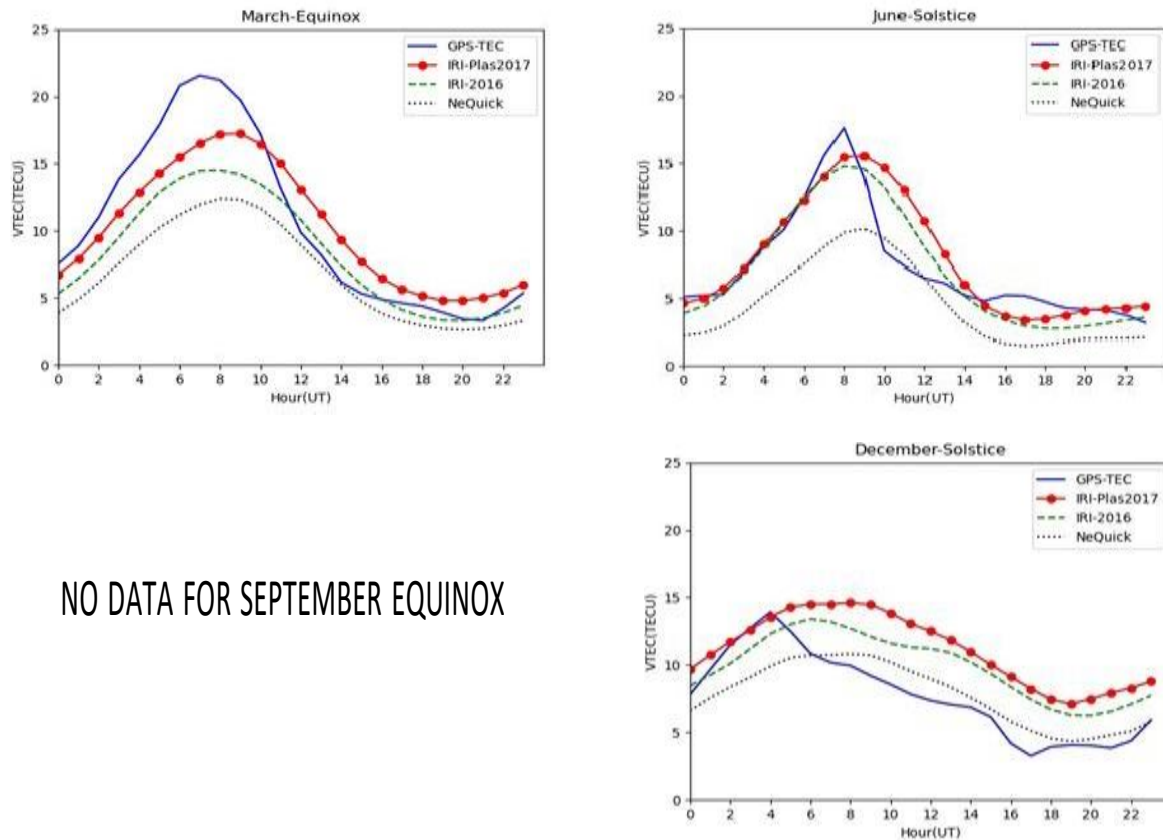 March-Equinox
25
20
15
10
5
0
VTEC(TECU)
GPS-TEC
IRI-Plas2017
IRI-2016
NeQuick
0 2 4 6 8 10 12 14 16 18 20 22
Hour(UT)
June-Solstice
25
20
15
10
5
0
VTEC(TECU)
GPS-TEC
IRI-Plas2017
IRI-2016
NeQuick
0 2 4 6 8 10 12 14 16 18 20 22
Hour(UT)
NO DATA FOR SEPTEMBER EQUINOX
December-Solstice
25
20
15
10
5
0
VTEC(TECU)
GPS-TEC
IRI-Plas2017
IRI-2016
NeQuick
0 2 4 6 8 10 12 14 16 18 20 22
Hour(UT)